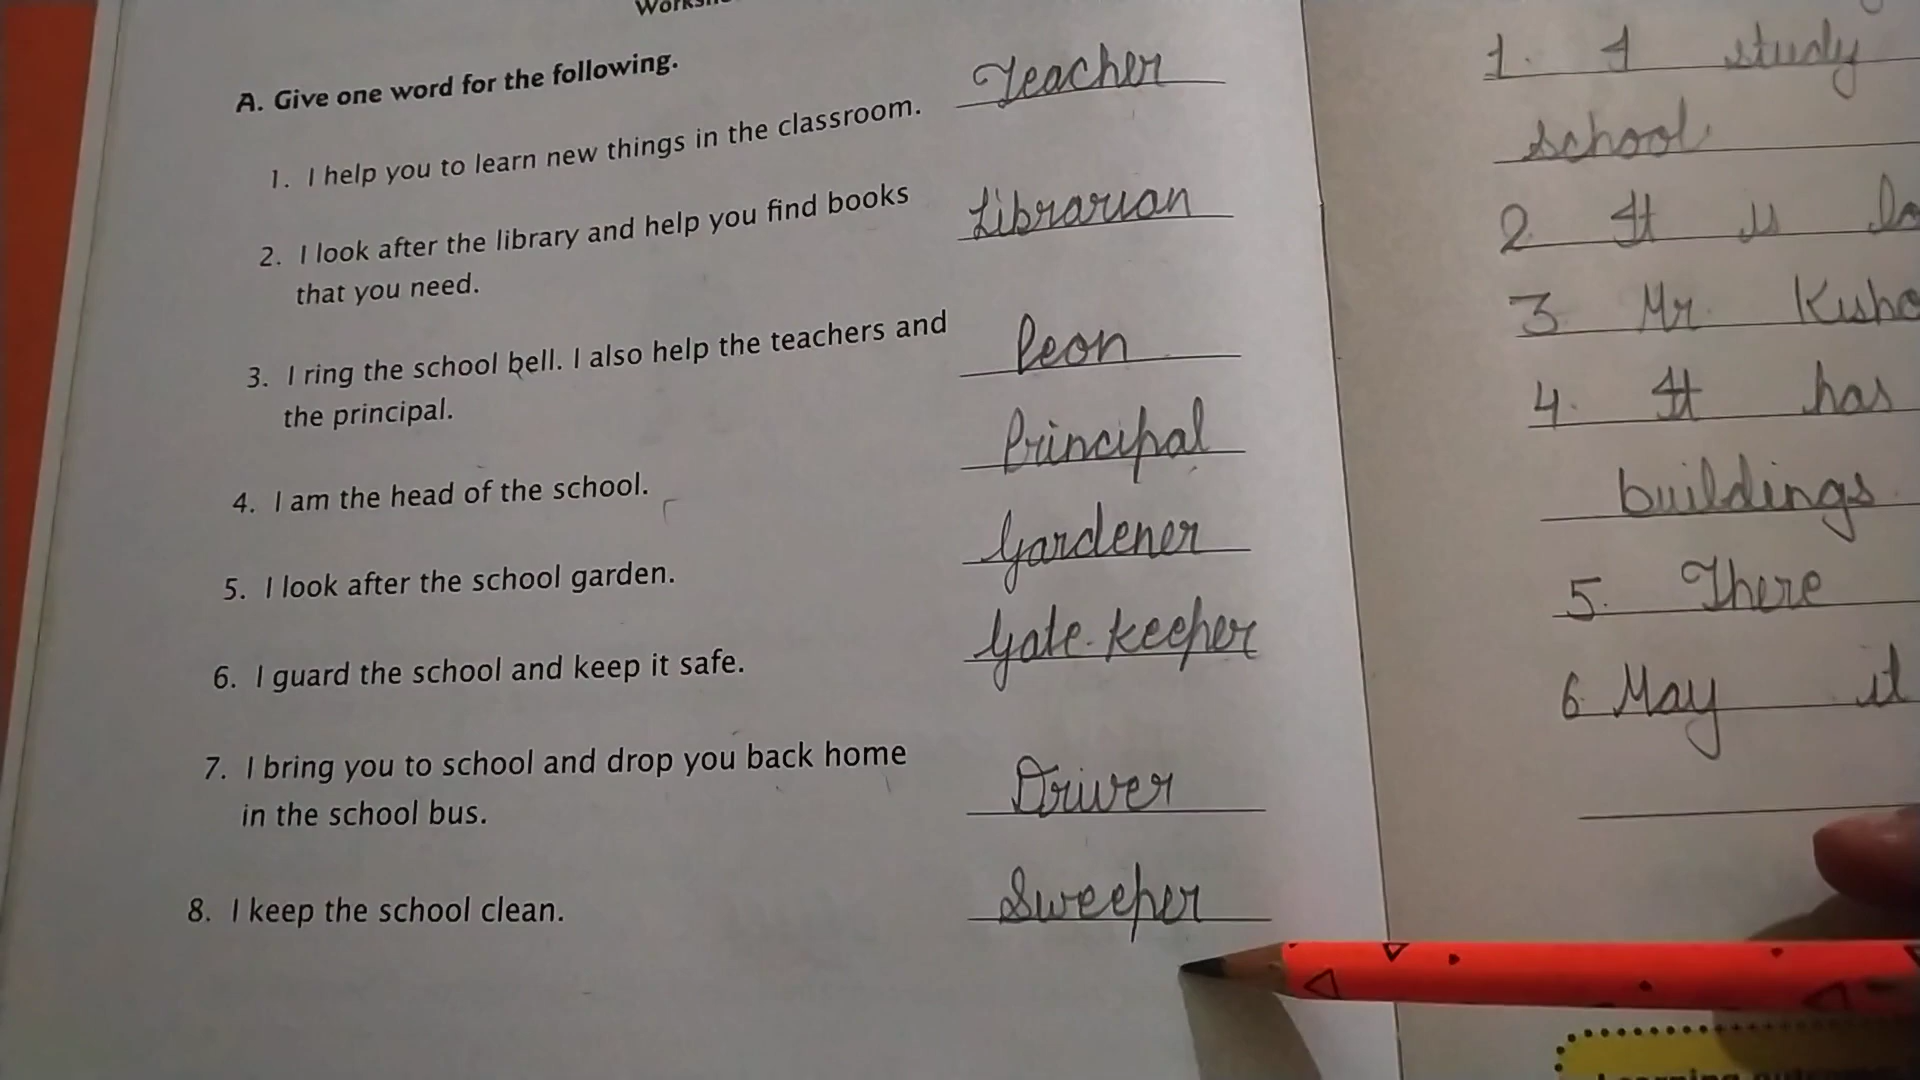 A. Give one word for the following.
1. I help you to learn new things in the classroom. Teacher
2. I look after the library and help you find books Librarian
that you need.
3. I ring the school bell. I also help the teachers and Peon
the principal.
4. I am the head of the school. Principal
5. I look after the school garden. Gardener
6. I guard the school and keep it safe. Gate-keeper
7. I bring you to school and drop you back home
in the school bus. Driver
8. I keep the school clean. Sweeper
1. I study
school.
2 It is
3 Mr.
4. It has
buildings
5. There
6 May it